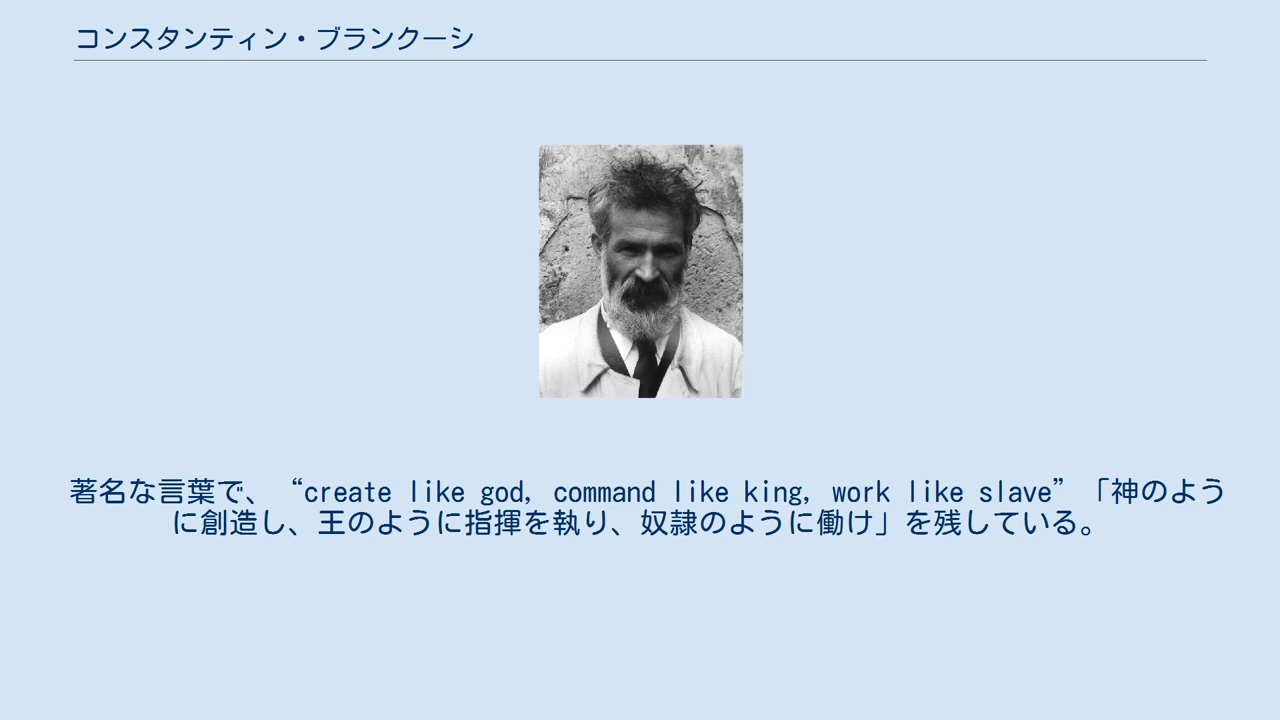 コンスタンティン・ブランクーシ
著名な言葉で、“create like god, command like king, work like slave”「神のよう
に創造し、王のように指揮を執り、奴隷のように働け」を残している。